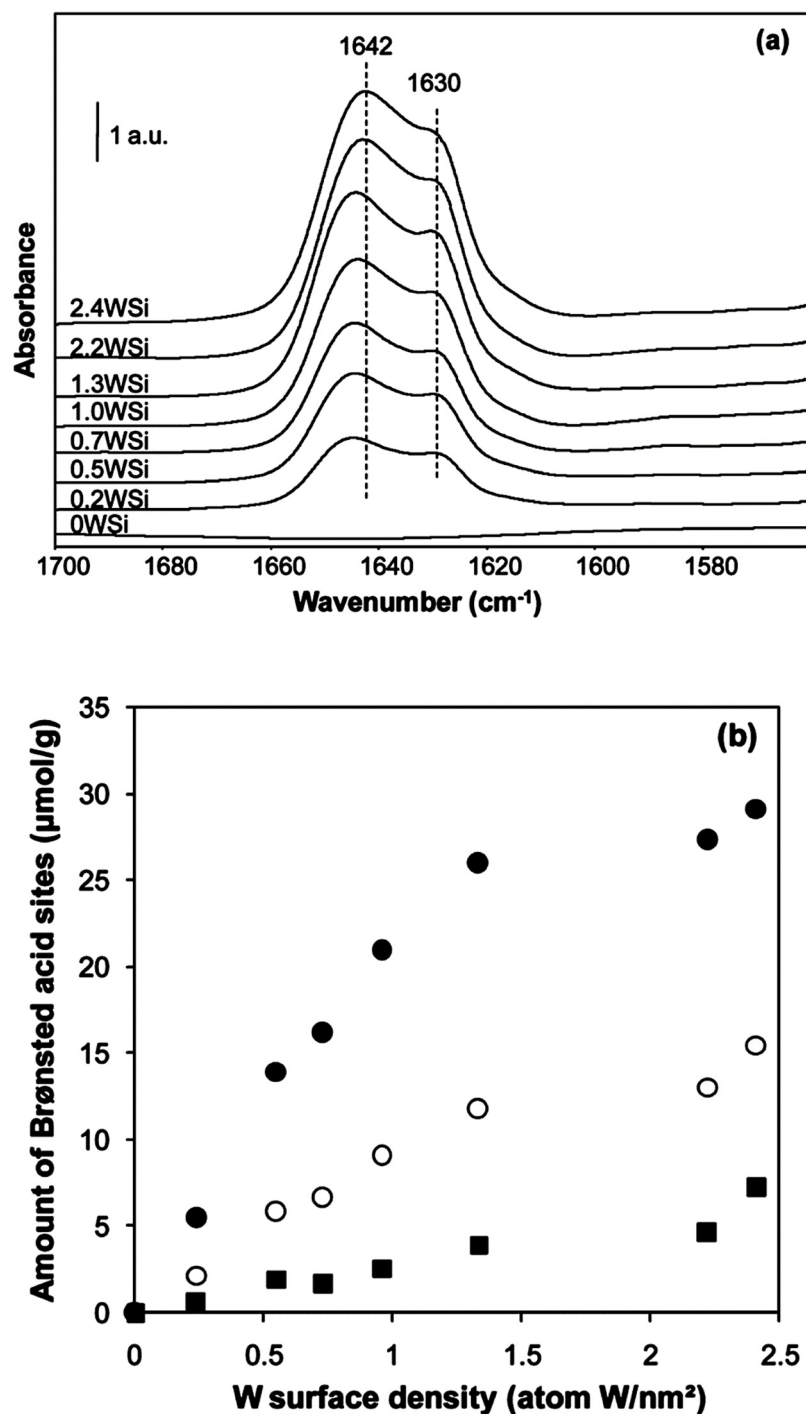 (a)
1642
1630
1 a.u.
Absorbance
2.4WSi
2.2WSi
1.3WSi
1.0WSi
0.7WSi
0.5WSi
0.2WSi
0WSi
1700 1680 1660 1640 1620 1600 1580
Wavenumber (cm⁻¹)
(b)
Amount of Brønsted acid sites (µmol/g)
35
30
25
20
15
10
5
0
0 0.5 1 1.5 2 2.5
W surface density (atom W/nm²)